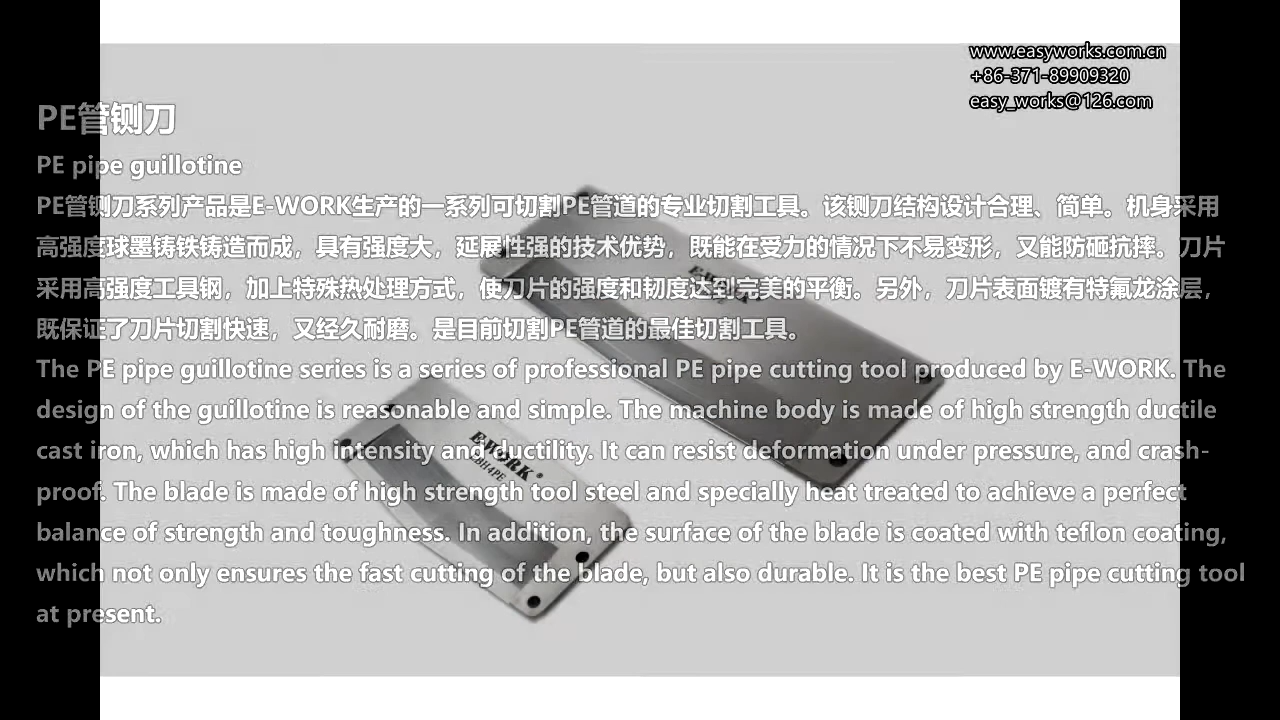 www.easyworks.com.cn
+86-371-89909320
easy_works@126.com
PE管铡刀
PE pipe guillotine
PE管铡刀系列产品是E-WORK生产的一系列可切割PE管道的专业切割工具。该铡刀结构设计合理、简单。机身采用
高强度球墨铸铁铸造而成，具有强度大，延展性强的技术优势，既能在受力的情况下不易变形，又能防砸抗摔。刀片
采用高强度工具钢，加上特殊热处理方式，使刀片的强度和韧度达到完美的平衡。另外，刀片表面镀有特氟龙涂层，
既保证了刀片切割快速，又经久耐磨。是目前切割PE管道的最佳切割工具。
The PE pipe guillotine series is a series of professional PE pipe cutting tool produced by E-WORK. The
design of the guillotine is reasonable and simple. The machine body is made of high strength ductile
cast iron, which has high intensity and ductility. It can resist deformation under pressure, and crash-
proof. The blade is made of high strength tool steel and specially heat treated to achieve a perfect
balance of strength and toughness. In addition, the surface of the blade is coated with teflon coating,
which not only ensures the fast cutting of the blade, but also durable. It is the best PE pipe cutting tool
at present.
E-WORK
E-WORK®